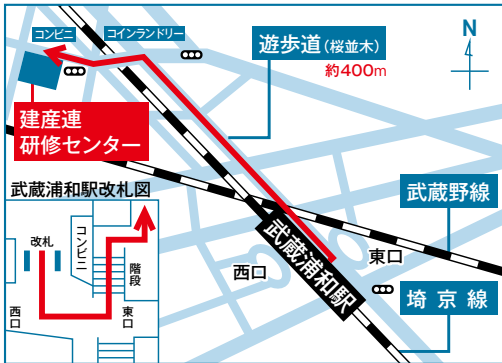 コンビニ
コインランドリー
遊歩道（桜並木）
約400m
N
建産連
研修センター
武蔵野線
武蔵浦和駅
東口
西口
埼京線
武蔵浦和駅改札図
改札
コンビニ
階段
西口
東口